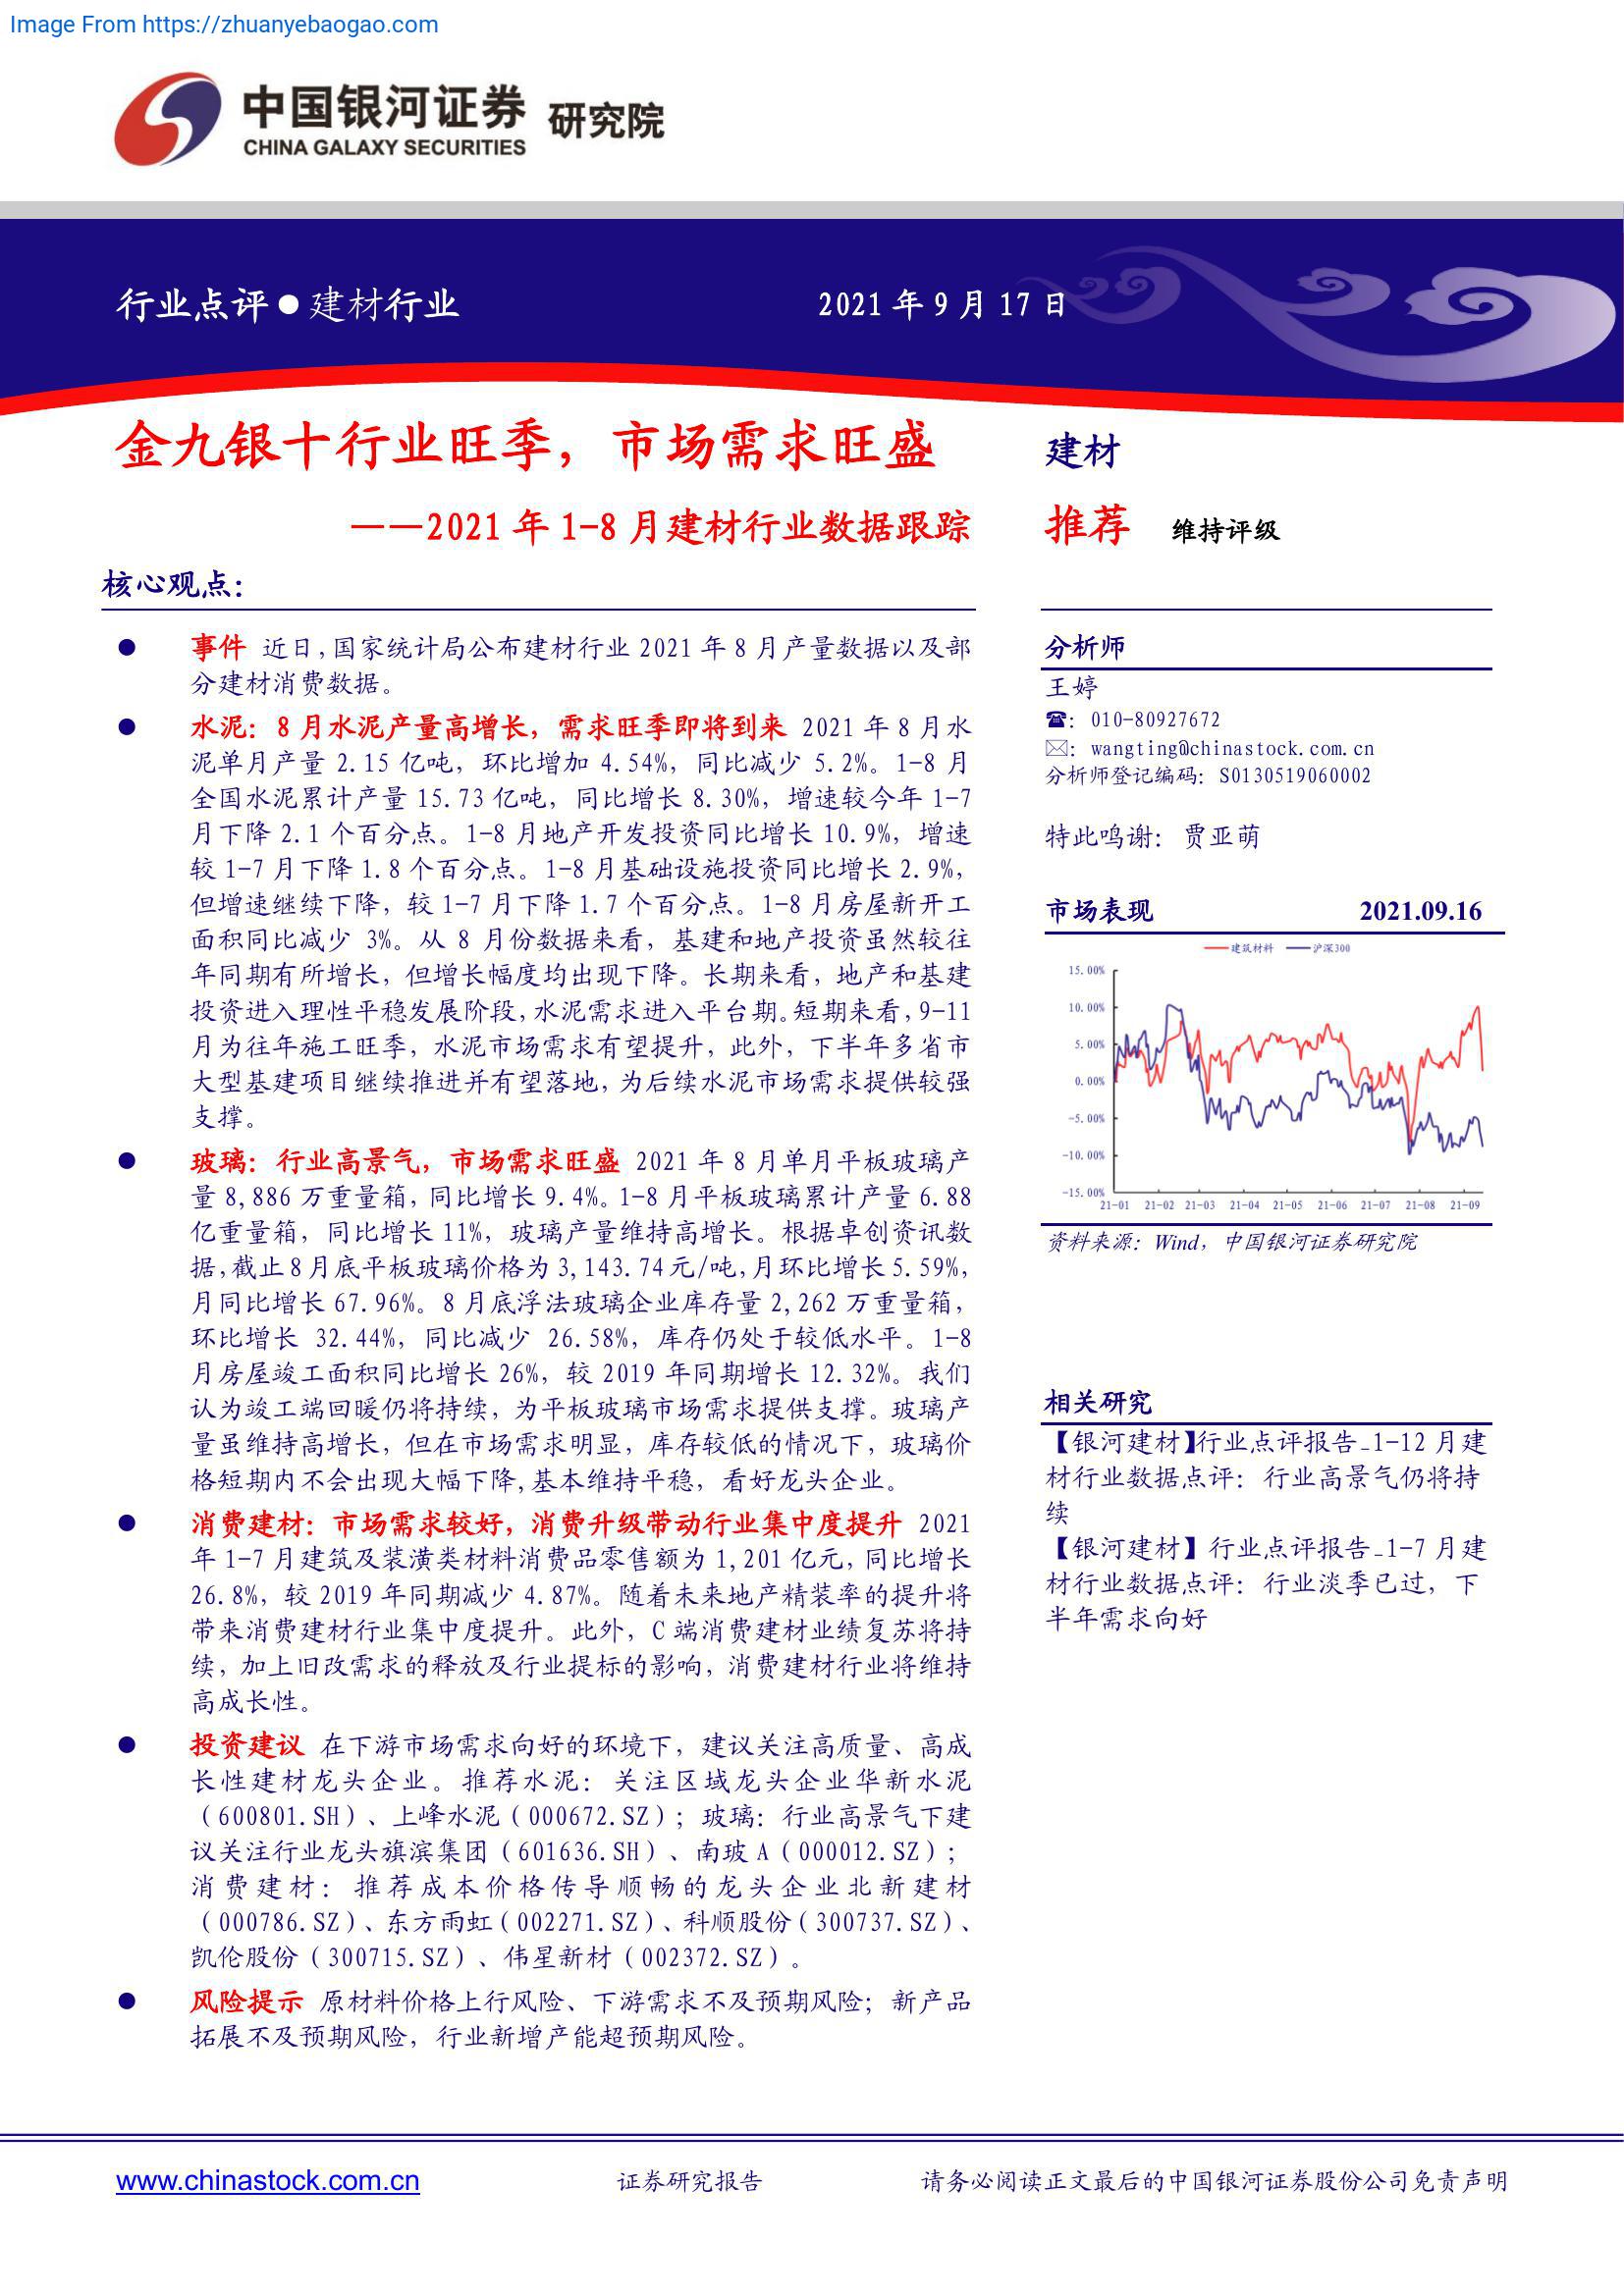 Image From https://zhuanyebaogao.com
中国银河证券 研究院
CHINA GALAXY SECURITIES
行业点评●建材行业
2021 年 9 月 17 日
金九银十行业旺季，市场需求旺盛
——2021 年 1-8 月建材行业数据跟踪
核心观点：
● 事件 近日,国家统计局公布建材行业 2021 年 8 月产量数据以及部
分建材消费数据。
● 水泥：8 月水泥产量高增长，需求旺季即将到来 2021 年 8 月水
泥单月产量 2.15 亿吨，环比增加 4.54%，同比减少 5.2%。1-8 月
全国水泥累计产量 15.73 亿吨，同比增长 8.30%，增速较今年 1-7
月下降 2.1 个百分点。1-8 月地产开发投资同比增长 10.9%，增速
较 1-7 月下降 1.8 个百分点。1-8 月基础设施投资同比增长 2.9%，
但增速继续下降，较 1-7 月下降 1.7 个百分点。1-8 月房屋新开工
面积同比减少 3%。从 8 月份数据来看，基建和地产投资虽然较往
年同期有所增长，但增长幅度均出现下降。长期来看，地产和基建
投资进入理性平稳发展阶段,水泥需求进入平台期。短期来看,9-11
月为往年施工旺季，水泥市场需求有望提升，此外，下半年多省市
大型基建项目继续推进并有望落地，为后续水泥市场需求提供较强
支撑。
● 玻璃：行业高景气，市场需求旺盛 2021 年 8 月单月平板玻璃产
量 8,886 万重量箱，同比增长 9.4%。1-8 月平板玻璃累计产量 6.88
亿重量箱，同比增长 11%，玻璃产量维持高增长。根据卓创资讯数
据,截止 8 月底平板玻璃价格为 3,143.74 元/吨,月环比增长 5.59%，
月同比增长 67.96%。8 月底浮法玻璃企业库存量 2,262 万重量箱，
环比增长 32.44%，同比减少 26.58%，库存仍处于较低水平。1-8
月房屋竣工面积同比增长 26%，较 2019 年同期增长 12.32%。我们
认为竣工端回暖仍将持续，为平板玻璃市场需求提供支撑。玻璃产
量虽维持高增长，但在市场需求明显，库存较低的情况下，玻璃价
格短期内不会出现大幅下降,基本维持平稳，看好龙头企业。
● 消费建材：市场需求较好，消费升级带动行业集中度提升 2021
年 1-7 月建筑及装潢类材料消费品零售额为 1,201 亿元,同比增长
26.8%，较 2019 年同期减少 4.87%。随着未来地产精装率的提升将
带来消费建材行业集中度提升。此外，C 端消费建材业绩复苏将持
续，加上旧改需求的释放及行业提标的影响，消费建材行业将维持
高成长性。
● 投资建议 在下游市场需求向好的环境下，建议关注高质量、高成
长性建材龙头企业。推荐水泥：关注区域龙头企业华新水泥
（600801.SH）、上峰水泥（000672.SZ）；玻璃：行业高景气下建
议关注行业龙头旗滨集团（601636.SH）、南玻 A（000012.SZ）；
消费建材：推荐成本价格传导顺畅的龙头企业北新建材
（000786.SZ）、东方雨虹（002271.SZ）、科顺股份（300737.SZ）、
凯伦股份（300715.SZ）、伟星新材（002372.SZ）。
● 风险提示 原材料价格上行风险、下游需求不及预期风险；新产品
拓展不及预期风险，行业新增产能超预期风险。
建材
推荐 维持评级
分析师
王婷
☎：010-80927672
✉：wangting@chinastock.com.cn
分析师登记编码：S0130519060002
特此鸣谢：贾亚萌
市场表现 2021.09.16
建筑材料 沪深300
15.00%
10.00%
5.00%
0.00%
-5.00%
-10.00%
-15.00%
21-01 21-02 21-03 21-04 21-05 21-06 21-07 21-08 21-09
资料来源：Wind，中国银河证券研究院
相关研究
【银河建材】行业点评报告_1-12 月建
材行业数据点评：行业高景气仍将持
续
【银河建材】行业点评报告_1-7 月建
材行业数据点评：行业淡季已过，下
半年需求向好
www.chinastock.com.cn
证券研究报告
请务必阅读正文最后的中国银河证券股份公司免责声明